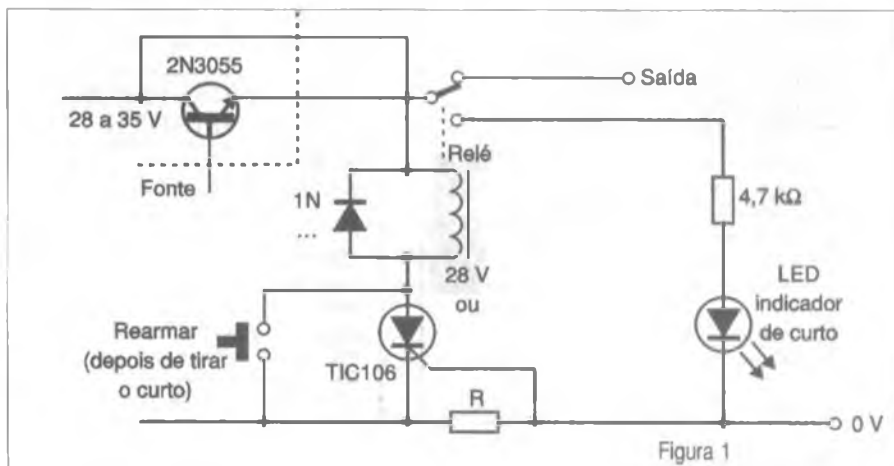 2N3055
28 a 35 V
Fonte
Saída
Relé
1N
...
28 V
ou
4,7 kΩ
LED
indicador
de curto
Rearmar
(depois de tirar
o curto)
TIC106
R
0 V
Figura 1